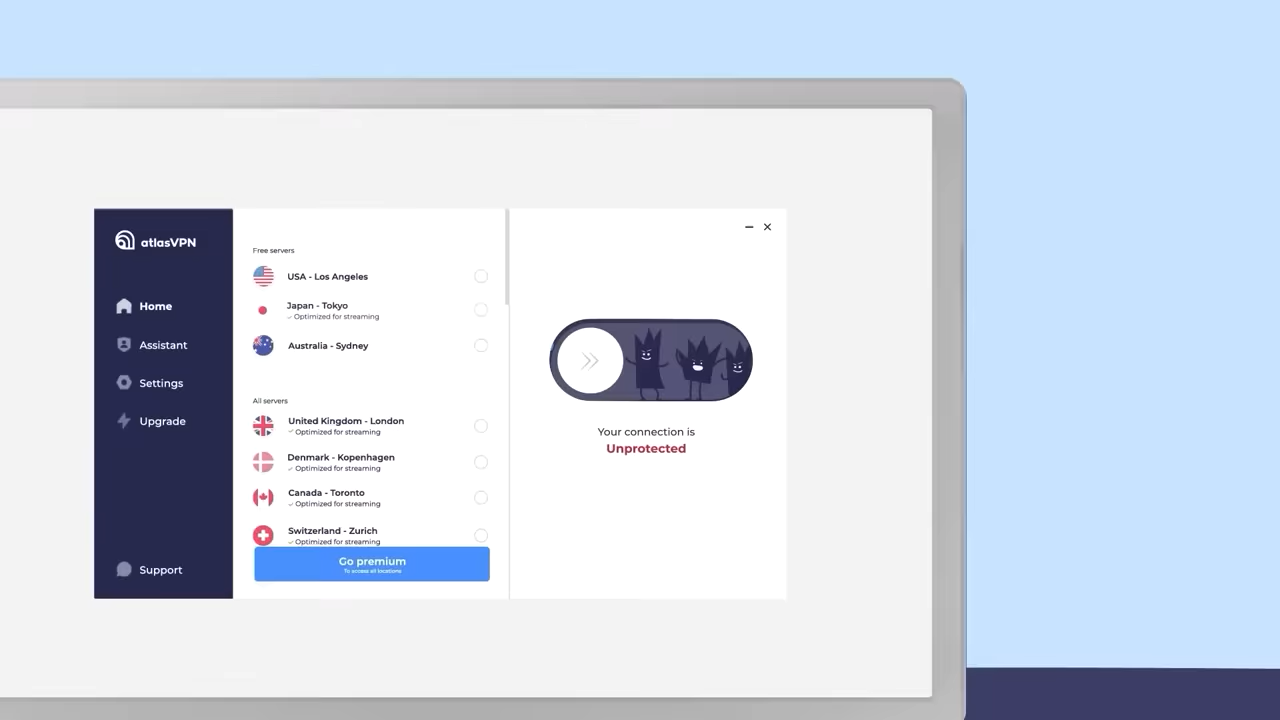 atlasVPN
Home
Assistant
Settings
Upgrade
Support
Free servers
USA - Los Angeles
Japan - Tokyo
Optimized for streaming
Australia - Sydney
All servers
United Kingdom - London
Optimized for streaming
Denmark - Kopenhagen
Optimized for streaming
Canada - Toronto
Optimized for streaming
Switzerland - Zurich
Optimized for streaming
Go premium
To access all locations
Your connection is
Unprotected